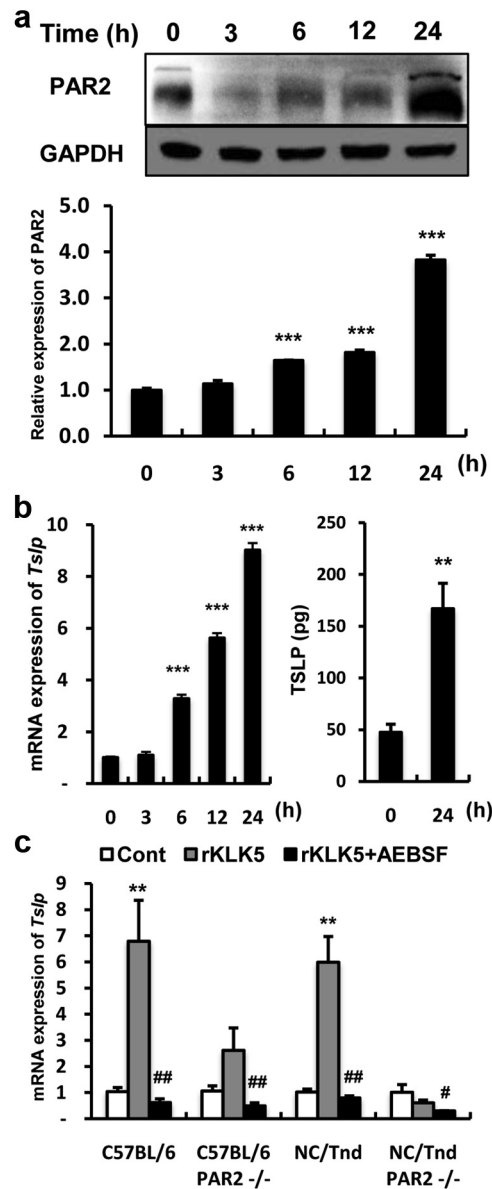 a
Time (h) 0 3 6 12 24
PAR2
GAPDH
Relative expression of PAR2
5.0
4.0
3.0
2.0
1.0
0.0
***
***
***
0 3 6 12 24 (h)
b
mRNA expression of Tslp
10
8
6
4
2
-
***
***
***
0 3 6 12 24 (h)
TSLP (pg)
250
200
150
100
50
0
**
0 24 (h)
c
Cont rKLK5 rKLK5+AEBSF
mRNA expression of Tslp
9
8
7
6
5
4
3
2
1
-
**
##
##
**
##
#
C57BL/6
C57BL/6
PAR2 -/-
NC/Tnd
NC/Tnd
PAR2 -/-